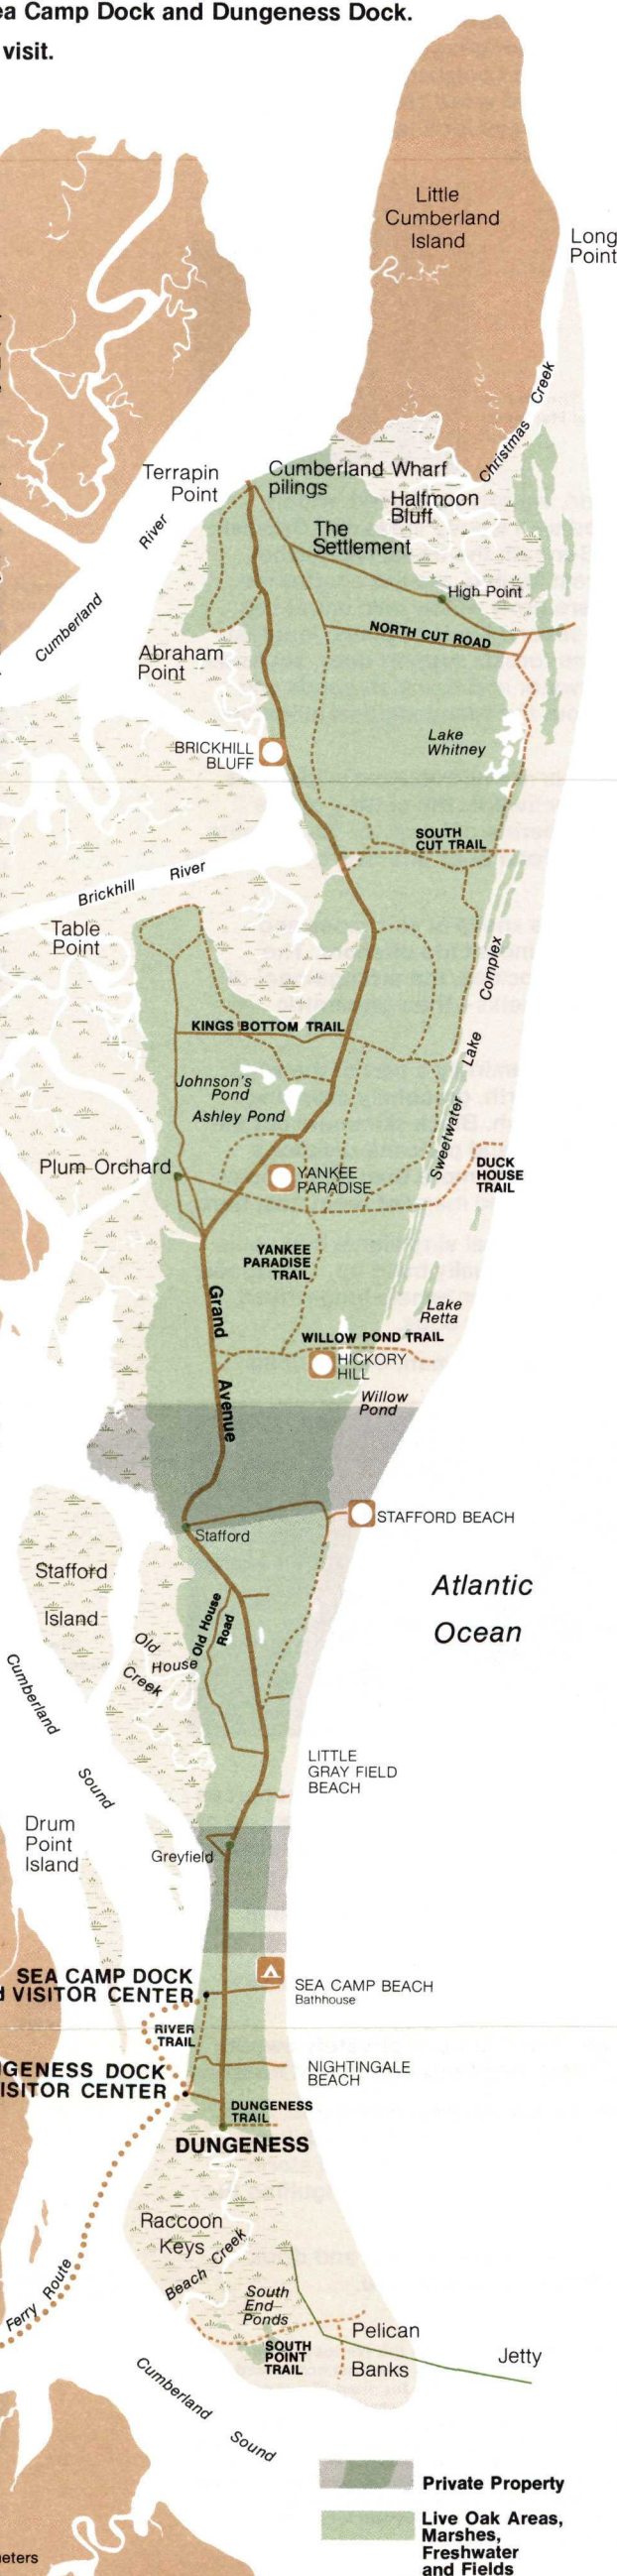 ea Camp Dock and Dungeness Dock.
visit.
Little
Cumberland
Island
Long
Point
Christmas Creek
Terrapin
Point
Cumberland Wharf
pilings
Halfmoon
Bluff
The
Settlement
Cumberland River
High Point
NORTH CUT ROAD
Abraham
Point
Lake
Whitney
BRICKHILL
BLUFF
SOUTH
CUT TRAIL
Brickhill River
Table
Point
Sweetwater Lake Complex
KINGS BOTTOM TRAIL
Johnson's
Pond
Ashley Pond
Plum Orchard
YANKEE
PARADISE
DUCK
HOUSE
TRAIL
YANKEE
PARADISE
TRAIL
Grand Avenue
Lake
Retta
WILLOW POND TRAIL
HICKORY
HILL
Willow
Pond
STAFFORD BEACH
Stafford
Stafford
Island
Atlantic
Ocean
Old House
Road
Old
House
Creek
Cumberland
Sound
LITTLE
GRAY FIELD
BEACH
Drum
Point
Island
Greyfield
SEA CAMP DOCK
VISITOR CENTER
SEA CAMP BEACH
Bathhouse
RIVER
TRAIL
NIGHTINGALE
BEACH
NGENESS DOCK
ISITOR CENTER
DUNGENESS
TRAIL
DUNGENESS
Raccoon
Keys
Beach Creek
Ferry Route
South
End
Ponds
Pelican
Banks
SOUTH
POINT
TRAIL
Jetty
Cumberland
Sound
Private Property
Live Oak Areas,
Marshes,
Freshwater
and Fields
eters